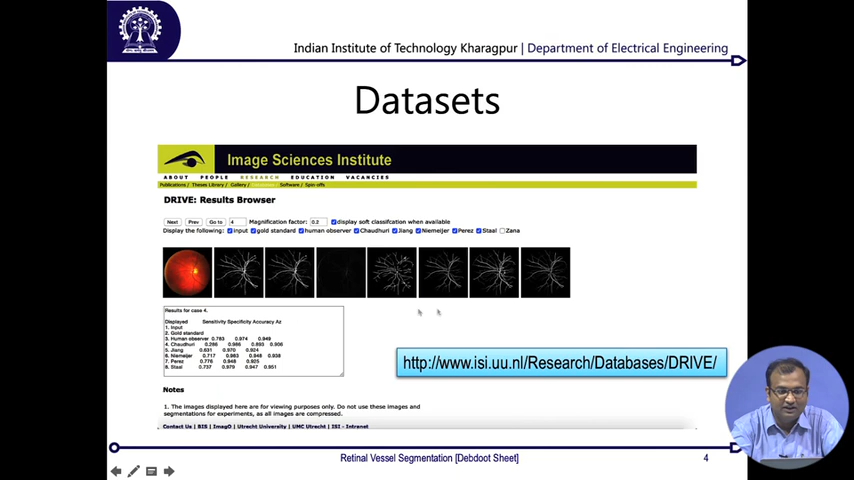 Indian Institute of Technology Kharagpur | Department of Electrical Engineering
Datasets
Image Sciences Institute
ABOUT PEOPLE RESEARCH EDUCATION VACANCIES
Publications / Theses Library / Gallery / Databases / Software / Spin-offs
DRIVE: Results Browser
Next Prev Go to 4 Magnification factor: 0.2 display soft classifcation when available
Display the following: input gold standard human observer Chaudhuri Jiang Niemeijer Perez Staal Zana
Results for case 4.
Displayed Sensitivity Specificity Accuracy Az
1. Input
2. Gold standard
3. Human observer 0.783 0.974 0.949
4. Chaudhuri 0.286 0.986 0.893 0.906
5. Jiang 0.631 0.970 0.924
6. Niemeijer 0.717 0.983 0.948 0.938
7. Perez 0.776 0.948 0.925
8. Staal 0.737 0.979 0.947 0.951
http://www.isi.uu.nl/Research/Databases/DRIVE/
Notes
1. The images displayed here are for viewing purposes only. Do not use these images and
segmentations for experiments, as all images are compressed.
Contact Us | BIS | ImagO | Utrecht University | UMC Utrecht | ISI - Intranet
Retinal Vessel Segmentation [Debdoot Sheet]
4